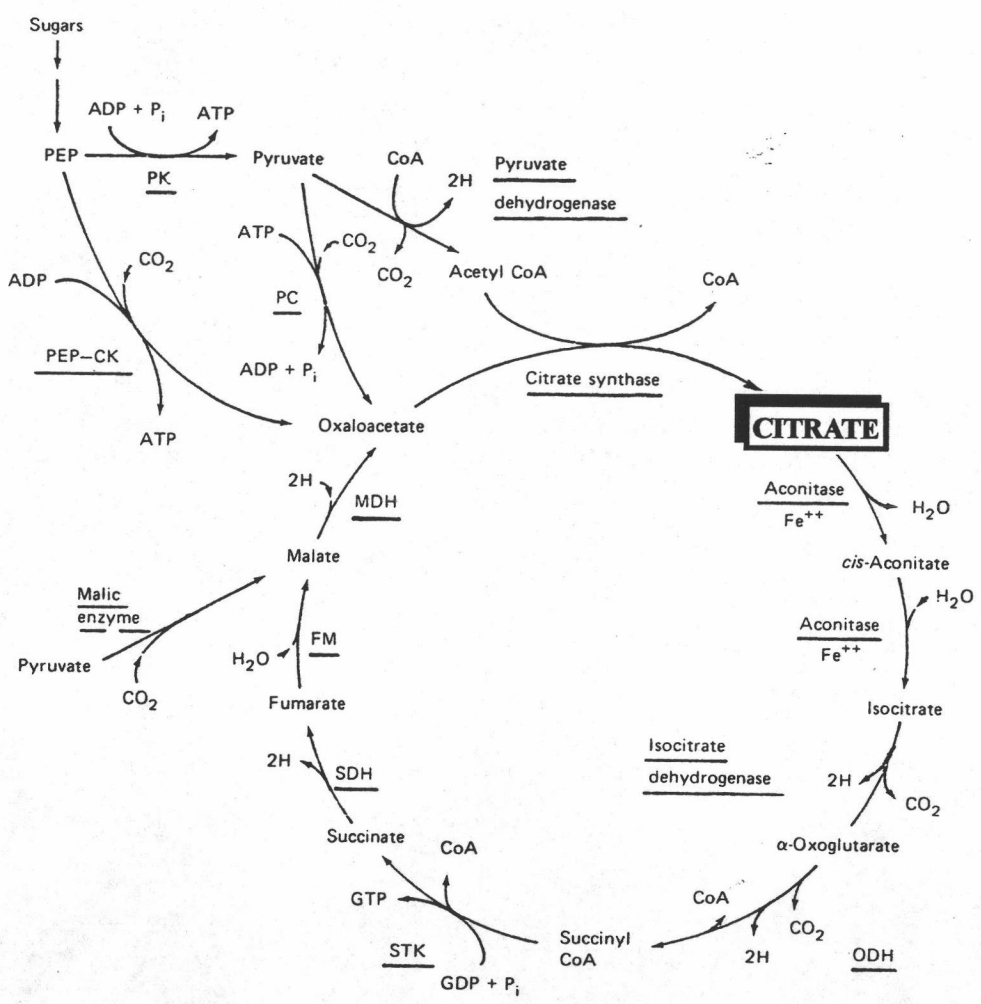 Sugars
ADP + Pi
ATP
PEP
PK
Pyruvate
CoA
2H
Pyruvate
dehydrogenase
CO2
Acetyl CoA
CoA
ATP
CO2
PC
ADP + Pi
ADP
CO2
PEP–CK
ATP
Citrate synthase
Oxaloacetate
CITRATE
2H
MDH
Aconitase
Fe++
H2O
Malate
cis-Aconitate
Malic
enzyme
Pyruvate
CO2
H2O
FM
Aconitase
Fe++
H2O
Fumarate
Isocitrate
2H
SDH
Isocitrate
dehydrogenase
2H
CO2
Succinate
α-Oxoglutarate
CoA
GTP
STK
GDP + Pi
Succinyl
CoA
CoA
2H
CO2
ODH